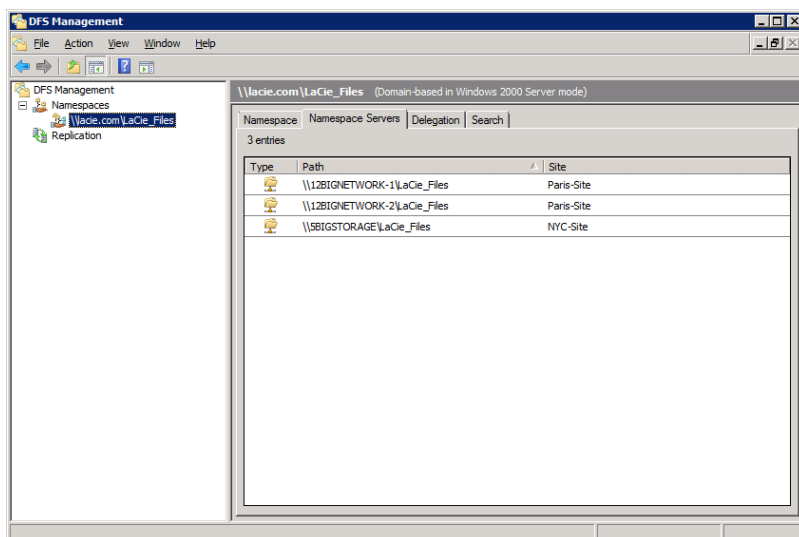 DFS Management
File Action View Window Help
DFS Management
Namespaces
\\lacie.com\LaCie_Files
Replication
\\lacie.com\LaCie_Files (Domain-based in Windows 2000 Server mode)
Namespace Namespace Servers Delegation Search
3 entries
Type Path Site
\\12BIGNETWORK-1\LaCie_Files Paris-Site
\\12BIGNETWORK-2\LaCie_Files Paris-Site
\\5BIGSTORAGE\LaCie_Files NYC-Site